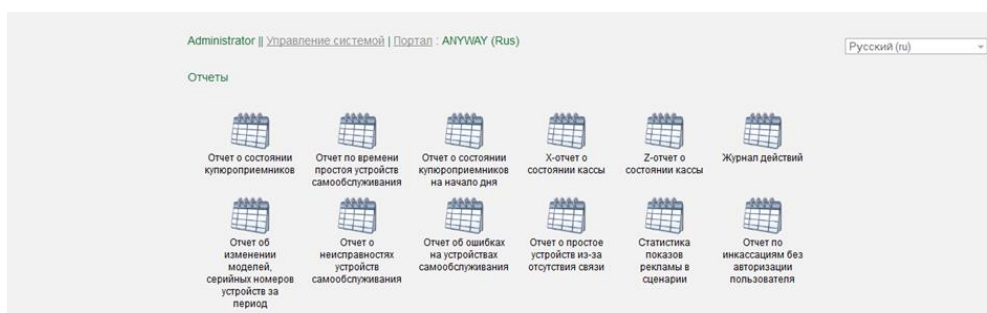 Administrator || Управление системой | Портал : ANYWAY (Rus)
Русский (ru)
Отчеты
Отчет о состоянии
купюроприемников
Отчет по времени
простоя устройств
самообслуживания
Отчет о состоянии
купюроприемников
на начало дня
X-отчет о
состоянии кассы
Z-отчет о
состоянии кассы
Журнал действий
Отчет об
изменении
моделей,
серийных номеров
устройств за
период
Отчет о
неисправностях
устройств
самообслуживания
Отчет об ошибках
на устройствах
самообслуживания
Отчет о простое
устройств из-за
отсутствия связи
Статистика
показов
рекламы в
сценарии
Отчет по
инкассациям без
авторизации
пользователя